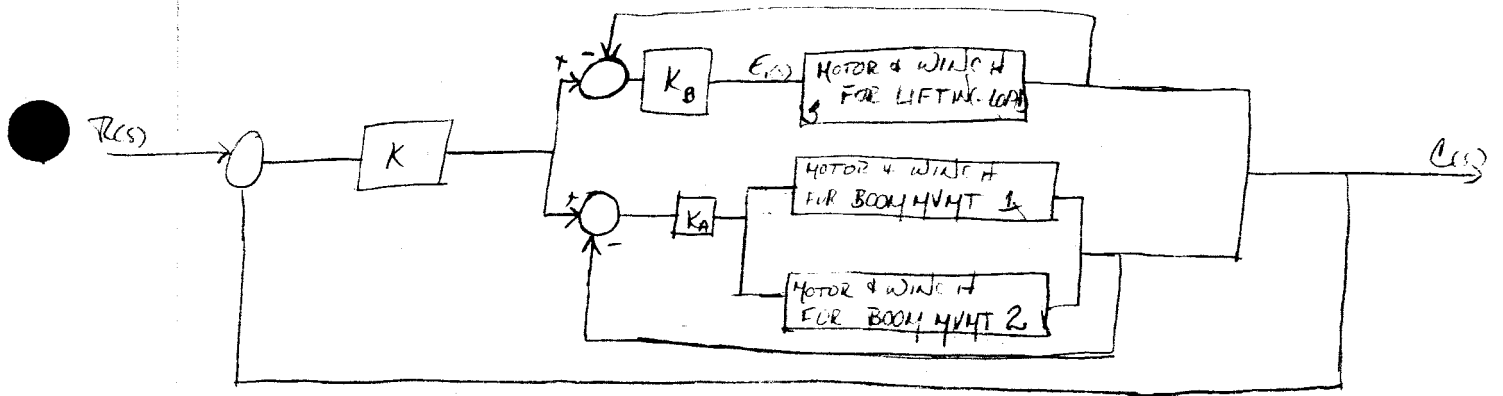 R(s)
K
+
-
K_B
E(s)
MOTOR & WINCH
FOR LIFTING LOAD
3
C(s)
+
-
K_A
MOTOR & WINCH
FOR BOOM MVMT 1
MOTOR & WINCH
FOR BOOM MVMT 2